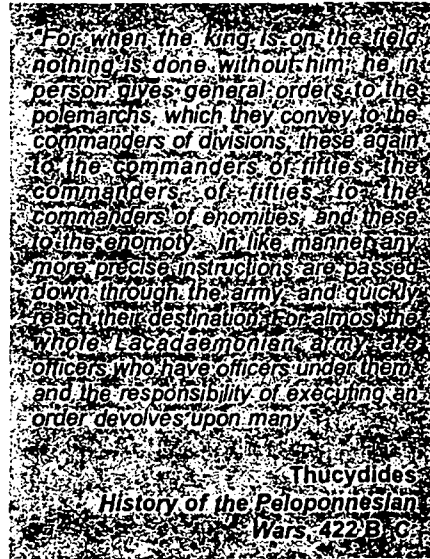 "For when the king is on the field
nothing is done without him; he in
person gives general orders to the
polemarchs, which they convey to the
commanders of divisions, these again
to the commanders of fifties, the
commanders of fifties to the
commanders of enomities, and these
to the enomoty. In like manner any
more precise instructions are passed
down through the army, and quickly
reach their destination. For almost the
whole Lacadaemonian army are
officers who have officers under them,
and the responsibility of executing an
order devolves upon many
Thucydides
History of the Peloponnesian
Wars, 422 B.C.